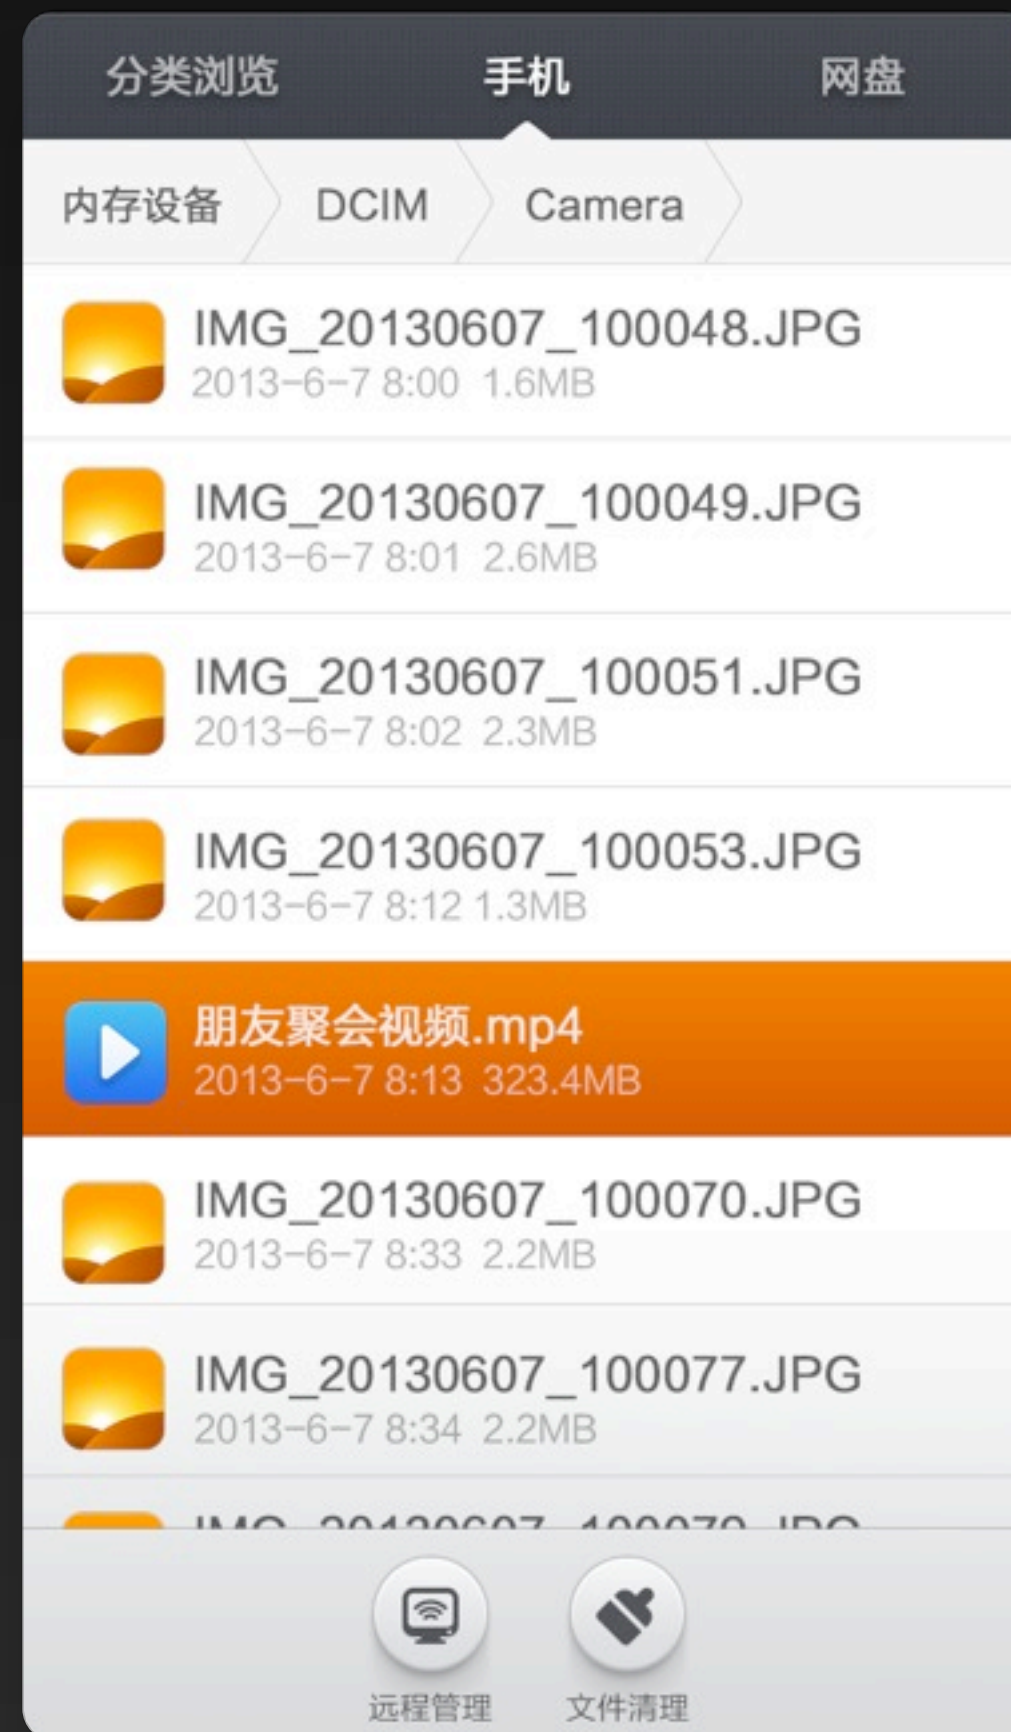 分类浏览 手机 网盘
内存设备 DCIM Camera
IMG_20130607_100048.JPG
2013-6-7 8:00 1.6MB
IMG_20130607_100049.JPG
2013-6-7 8:01 2.6MB
IMG_20130607_100051.JPG
2013-6-7 8:02 2.3MB
IMG_20130607_100053.JPG
2013-6-7 8:12 1.3MB
朋友聚会视频.mp4
2013-6-7 8:13 323.4MB
IMG_20130607_100070.JPG
2013-6-7 8:33 2.2MB
IMG_20130607_100077.JPG
2013-6-7 8:34 2.2MB
远程管理 文件清理